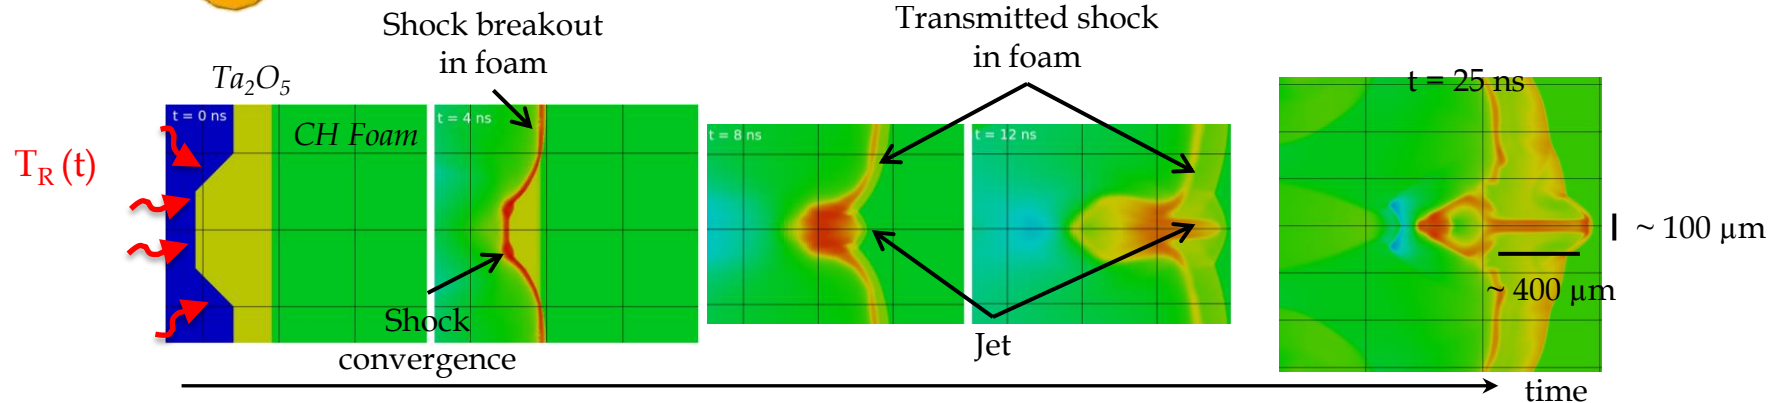 Shock breakout
in foam
Transmitted shock
in foam
Ta₂O₅
t = 0 ns
CH Foam
t = 4 ns
t = 8 ns
t = 12 ns
t = 25 ns
T_R (t)
~ 100 µm
~ 400 µm
Shock
convergence
Jet
time